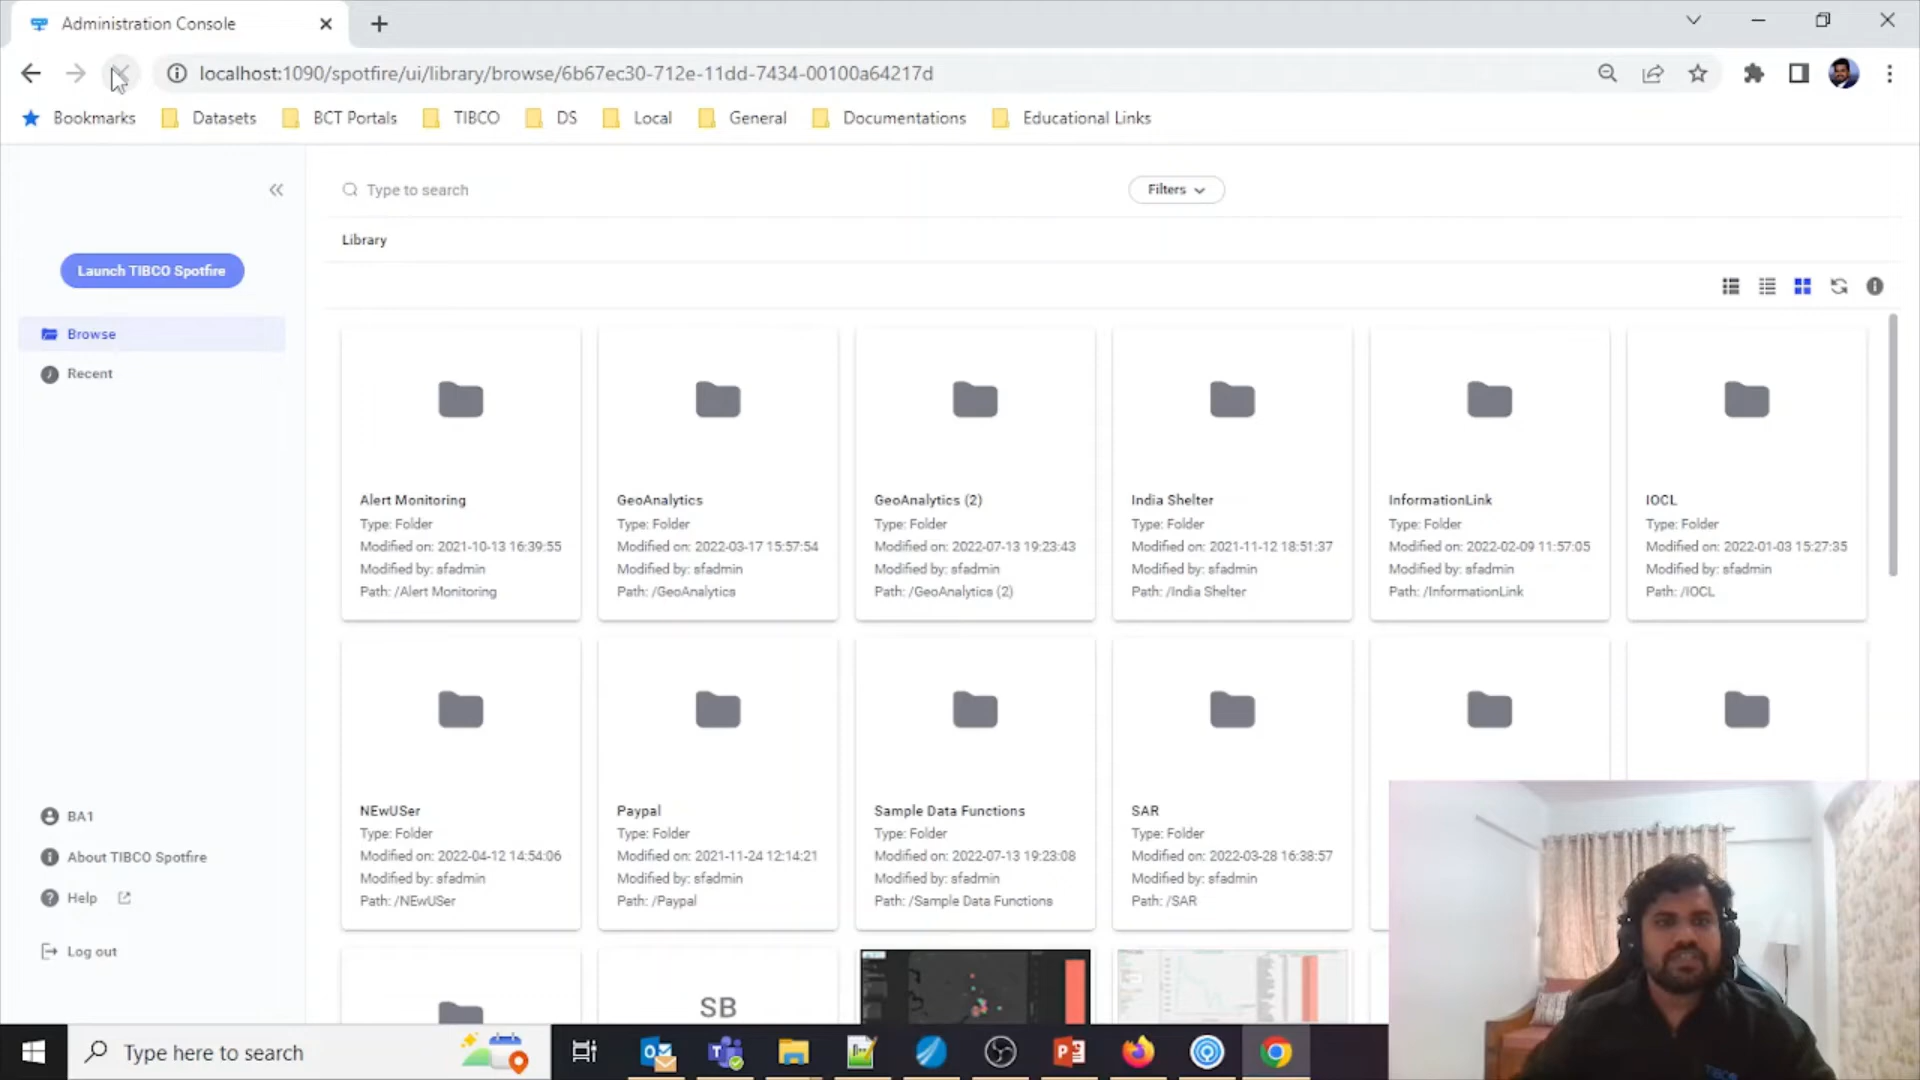 Administration Console
localhost:1090/spotfire/ui/library/browse/6b67ec30-712e-11dd-7434-00100a64217d
Bookmarks Datasets BCT Portals TIBCO DS Local General Documentations Educational Links
Type to search
Filters
Library
Launch TIBCO Spotfire
Browse
Recent
Alert Monitoring
Type: Folder
Modified on: 2021-10-13 16:39:55
Modified by: sfadmin
Path: /Alert Monitoring
GeoAnalytics
Type: Folder
Modified on: 2022-03-17 15:57:54
Modified by: sfadmin
Path: /GeoAnalytics
GeoAnalytics (2)
Type: Folder
Modified on: 2022-07-13 19:23:43
Modified by: sfadmin
Path: /GeoAnalytics (2)
India Shelter
Type: Folder
Modified on: 2021-11-12 18:51:37
Modified by: sfadmin
Path: /India Shelter
InformationLink
Type: Folder
Modified on: 2022-02-09 11:57:05
Modified by: sfadmin
Path: /InformationLink
IOCL
Type: Folder
Modified on: 2022-01-03 15:27:35
Modified by: sfadmin
Path: /IOCL
NEwUSer
Type: Folder
Modified on: 2022-04-12 14:54:06
Modified by: sfadmin
Path: /NEwUSer
Paypal
Type: Folder
Modified on: 2021-11-24 12:14:21
Modified by: sfadmin
Path: /Paypal
Sample Data Functions
Type: Folder
Modified on: 2022-07-13 19:23:08
Modified by: sfadmin
Path: /Sample Data Functions
SAR
Type: Folder
Modified on: 2022-03-28 16:38:57
Modified by: sfadmin
Path: /SAR
SB
BA1
About TIBCO Spotfire
Help
Log out
Type here to search